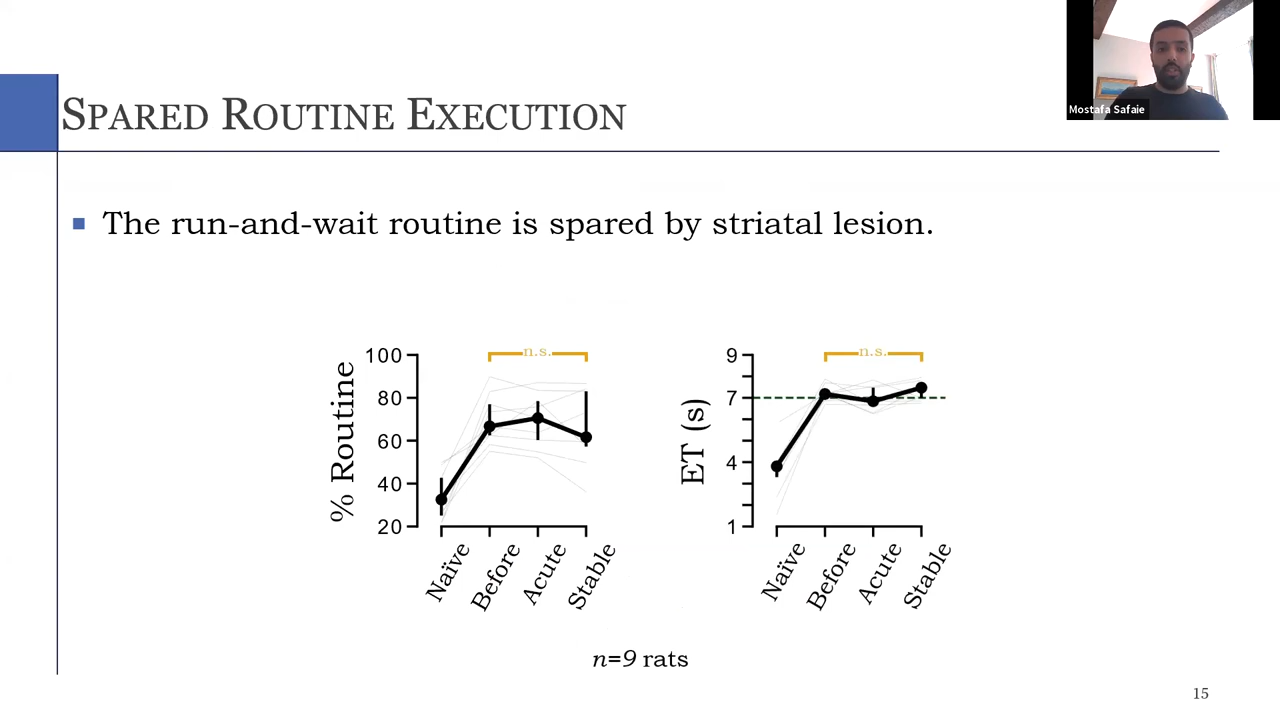 Mostafa Safaie
SPARED ROUTINE EXECUTION
■ The run-and-wait routine is spared by striatal lesion.
% Routine
100
80
60
40
20
n.s.
Naïve
Before
Acute
Stable
ET (s)
9
7
4
1
n.s.
Naïve
Before
Acute
Stable
n=9 rats
15